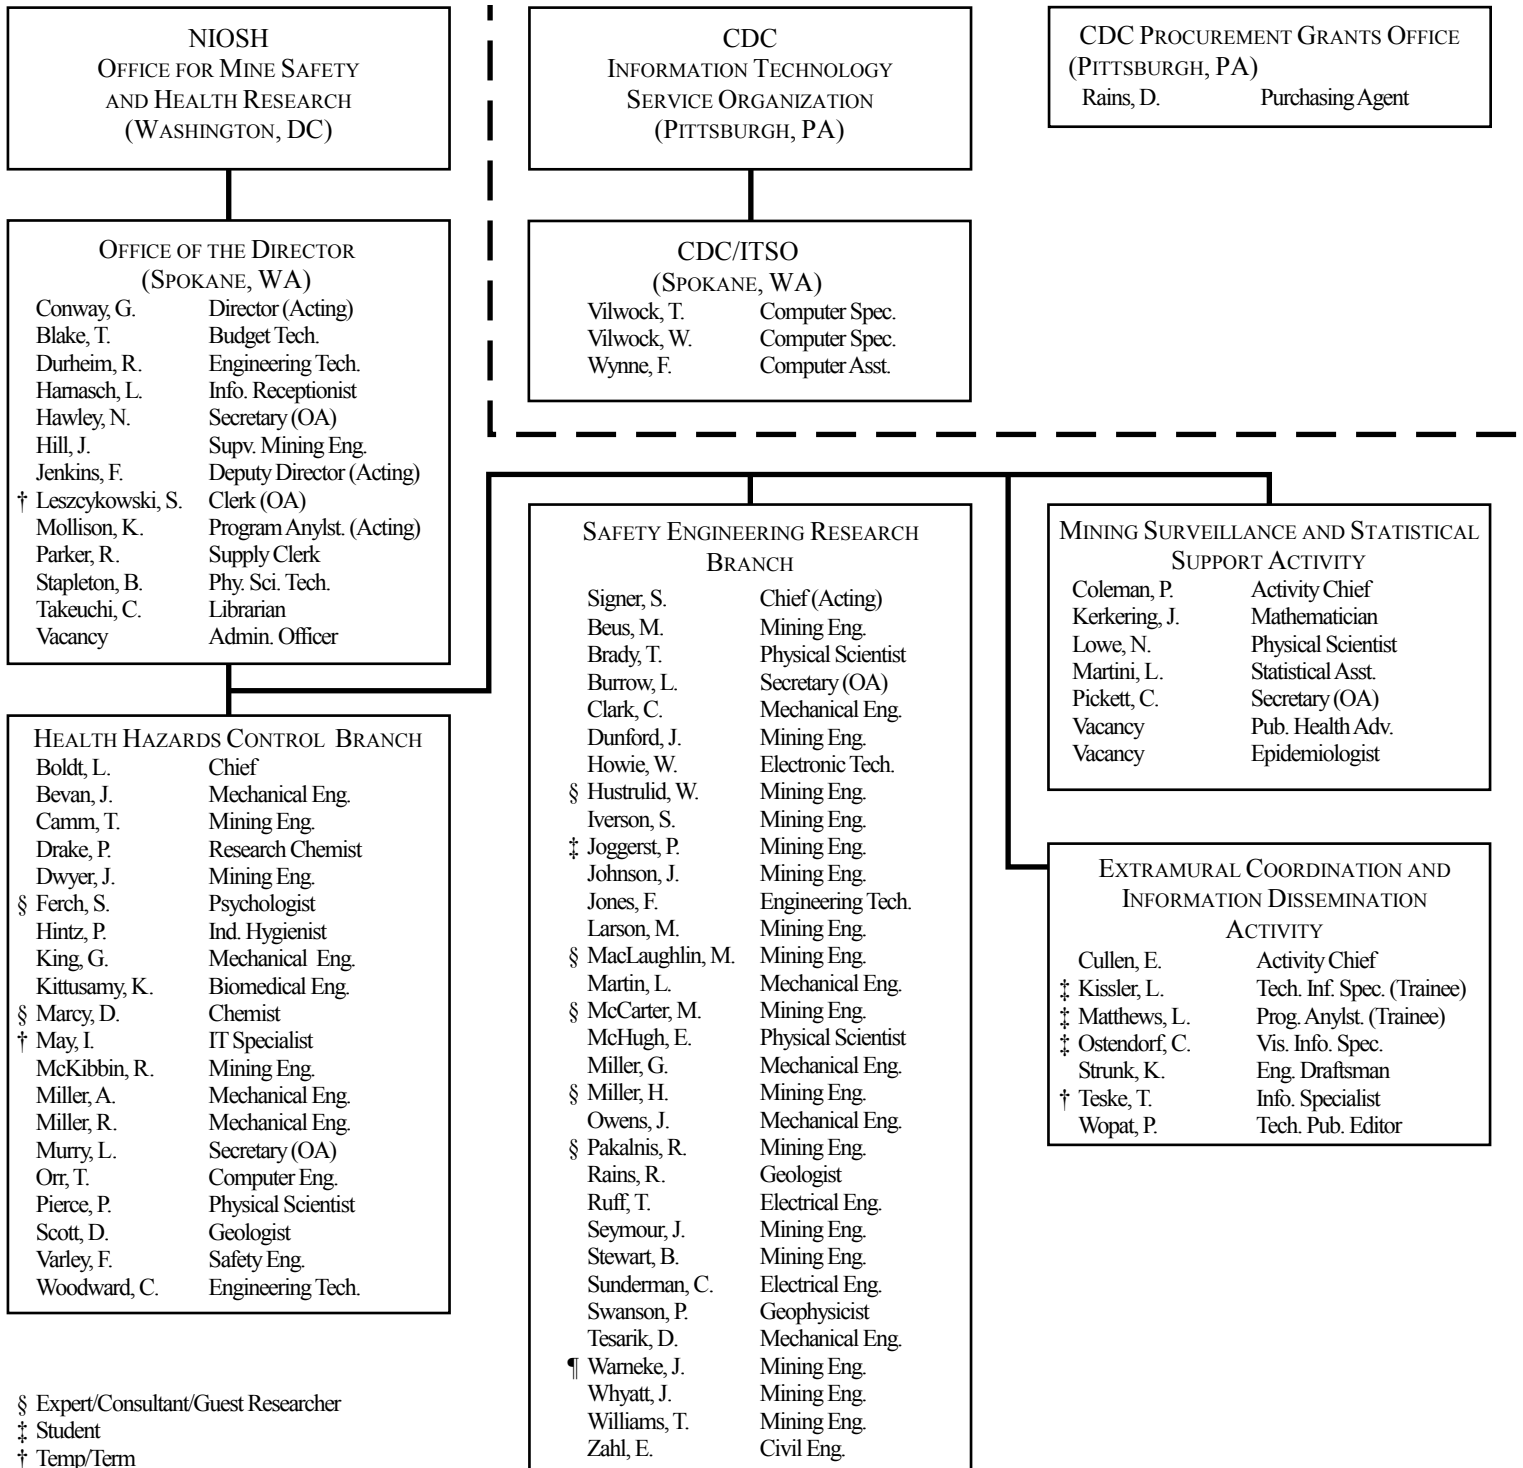 NIOSH
OFFICE FOR MINE SAFETY
AND HEALTH RESEARCH
(WASHINGTON, DC)
CDC
INFORMATION TECHNOLOGY
SERVICE ORGANIZATION
(PITTSBURGH, PA)
CDC PROCUREMENT GRANTS OFFICE
(PITTSBURGH, PA)
Rains, D. Purchasing Agent
OFFICE OF THE DIRECTOR
(SPOKANE, WA)
Conway, G. Director (Acting)
Blake, T. Budget Tech.
Durheim, R. Engineering Tech.
Harnasch, L. Info. Receptionist
Hawley, N. Secretary (OA)
Hill, J. Supv. Mining Eng.
Jenkins, F. Deputy Director (Acting)
† Leszcykowski, S. Clerk (OA)
Mollison, K. Program Anylst. (Acting)
Parker, R. Supply Clerk
Stapleton, B. Phy. Sci. Tech.
Takeuchi, C. Librarian
Vacancy Admin. Officer
CDC/ITSO
(SPOKANE, WA)
Vilwock, T. Computer Spec.
Vilwock, W. Computer Spec.
Wynne, F. Computer Asst.
HEALTH HAZARDS CONTROL BRANCH
Boldt, L. Chief
Bevan, J. Mechanical Eng.
Camm, T. Mining Eng.
Drake, P. Research Chemist
Dwyer, J. Mining Eng.
§ Ferch, S. Psychologist
Hintz, P. Ind. Hygienist
King, G. Mechanical Eng.
Kittusamy, K. Biomedical Eng.
§ Marcy, D. Chemist
† May, I. IT Specialist
McKibbin, R. Mining Eng.
Miller, A. Mechanical Eng.
Miller, R. Mechanical Eng.
Murry, L. Secretary (OA)
Orr, T. Computer Eng.
Pierce, P. Physical Scientist
Scott, D. Geologist
Varley, F. Safety Eng.
Woodward, C. Engineering Tech.
SAFETY ENGINEERING RESEARCH
BRANCH
Signer, S. Chief (Acting)
Beus, M. Mining Eng.
Brady, T. Physical Scientist
Burrow, L. Secretary (OA)
Clark, C. Mechanical Eng.
Dunford, J. Mining Eng.
Howie, W. Electronic Tech.
§ Hustrulid, W. Mining Eng.
Iverson, S. Mining Eng.
‡ Joggerst, P. Mining Eng.
Johnson, J. Mining Eng.
Jones, F. Engineering Tech.
Larson, M. Mining Eng.
§ MacLaughlin, M. Mining Eng.
Martin, L. Mechanical Eng.
§ McCarter, M. Mining Eng.
McHugh, E. Physical Scientist
Miller, G. Mechanical Eng.
§ Miller, H. Mining Eng.
Owens, J. Mechanical Eng.
§ Pakalnis, R. Mining Eng.
Rains, R. Geologist
Ruff, T. Electrical Eng.
Seymour, J. Mining Eng.
Stewart, B. Mining Eng.
Sunderman, C. Electrical Eng.
Swanson, P. Geophysicist
Tesarik, D. Mechanical Eng.
¶ Warneke, J. Mining Eng.
Whyatt, J. Mining Eng.
Williams, T. Mining Eng.
Zahl, E. Civil Eng.
MINING SURVEILLANCE AND STATISTICAL
SUPPORT ACTIVITY
Coleman, P. Activity Chief
Kerkering, J. Mathematician
Lowe, N. Physical Scientist
Martini, L. Statistical Asst.
Pickett, C. Secretary (OA)
Vacancy Pub. Health Adv.
Vacancy Epidemiologist
EXTRAMURAL COORDINATION AND
INFORMATION DISSEMINATION
ACTIVITY
Cullen, E. Activity Chief
‡ Kissler, L. Tech. Inf. Spec. (Trainee)
‡ Matthews, L. Prog. Anylst. (Trainee)
‡ Ostendorf, C. Vis. Info. Spec.
Strunk, K. Eng. Draftsman
† Teske, T. Info. Specialist
Wopat, P. Tech. Pub. Editor
§ Expert/Consultant/Guest Researcher
‡ Student
† Temp/Term